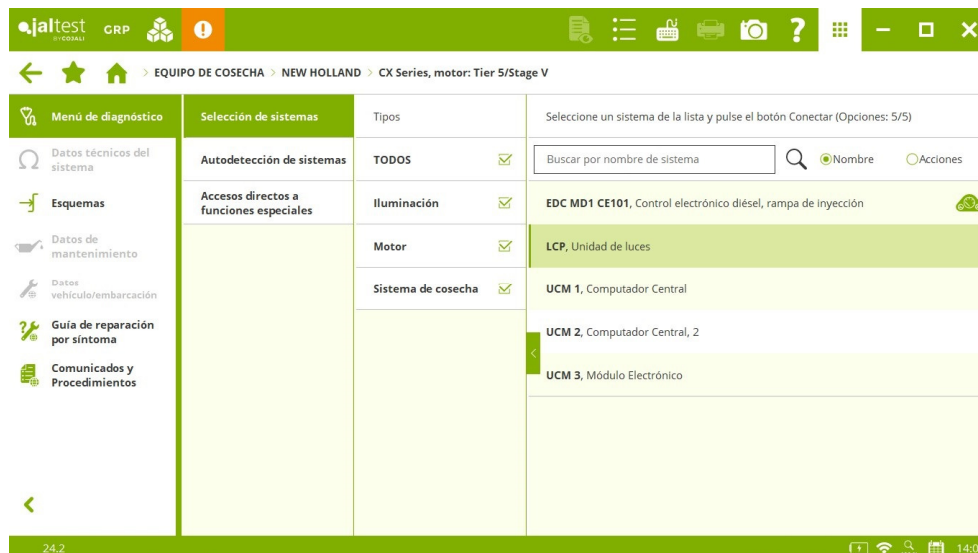 jaltest GRP
BY COJALI
> EQUIPO DE COSECHA > NEW HOLLAND > CX Series, motor: Tier 5/Stage V
Menú de diagnóstico
Datos técnicos del
sistema
Esquemas
Datos de
mantenimiento
Datos
vehículo/embarcación
Guía de reparación
por síntoma
Comunicados y
Procedimientos
Selección de sistemas
Autodetección de sistemas
Accesos directos a
funciones especiales
Tipos
TODOS
Iluminación
Motor
Sistema de cosecha
Seleccione un sistema de la lista y pulse el botón Conectar (Opciones: 5/5)
Buscar por nombre de sistema
Nombre
Acciones
EDC MD1 CE101, Control electrónico diésel, rampa de inyección
LCP, Unidad de luces
UCM 1, Computador Central
UCM 2, Computador Central, 2
UCM 3, Módulo Electrónico
24.2